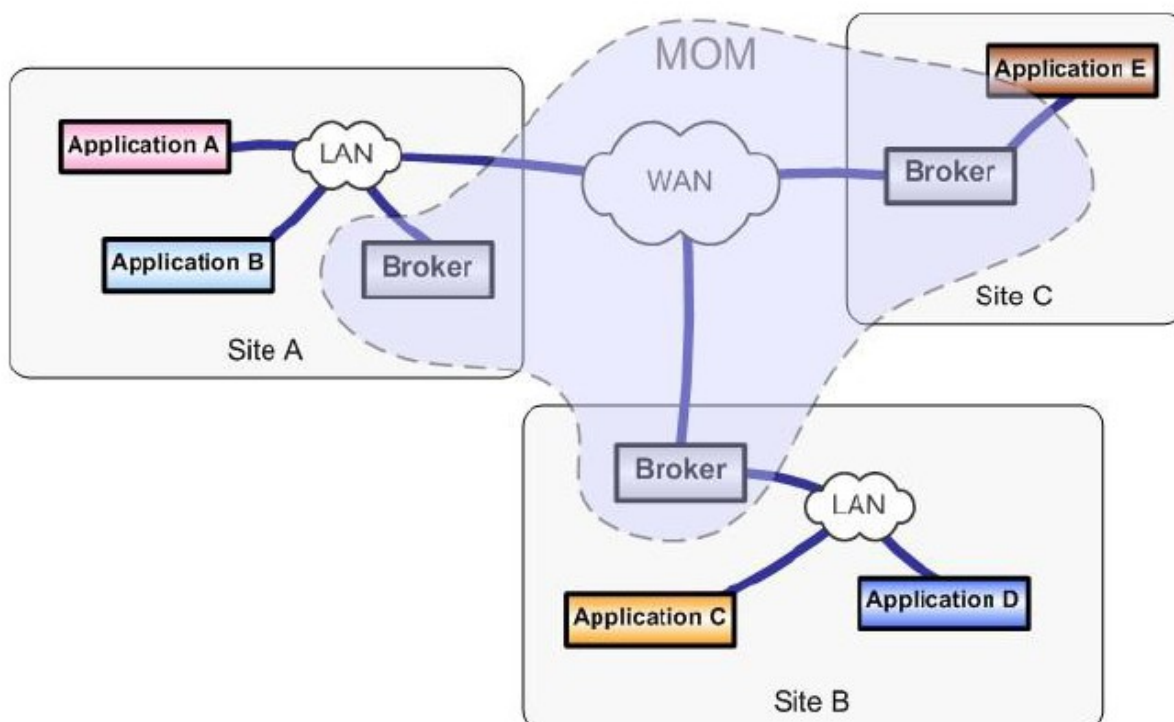 MOM
Application E
Application A
LAN
WAN
Broker
Application B
Broker
Site C
Site A
Broker
LAN
Application C
Application D
Site B